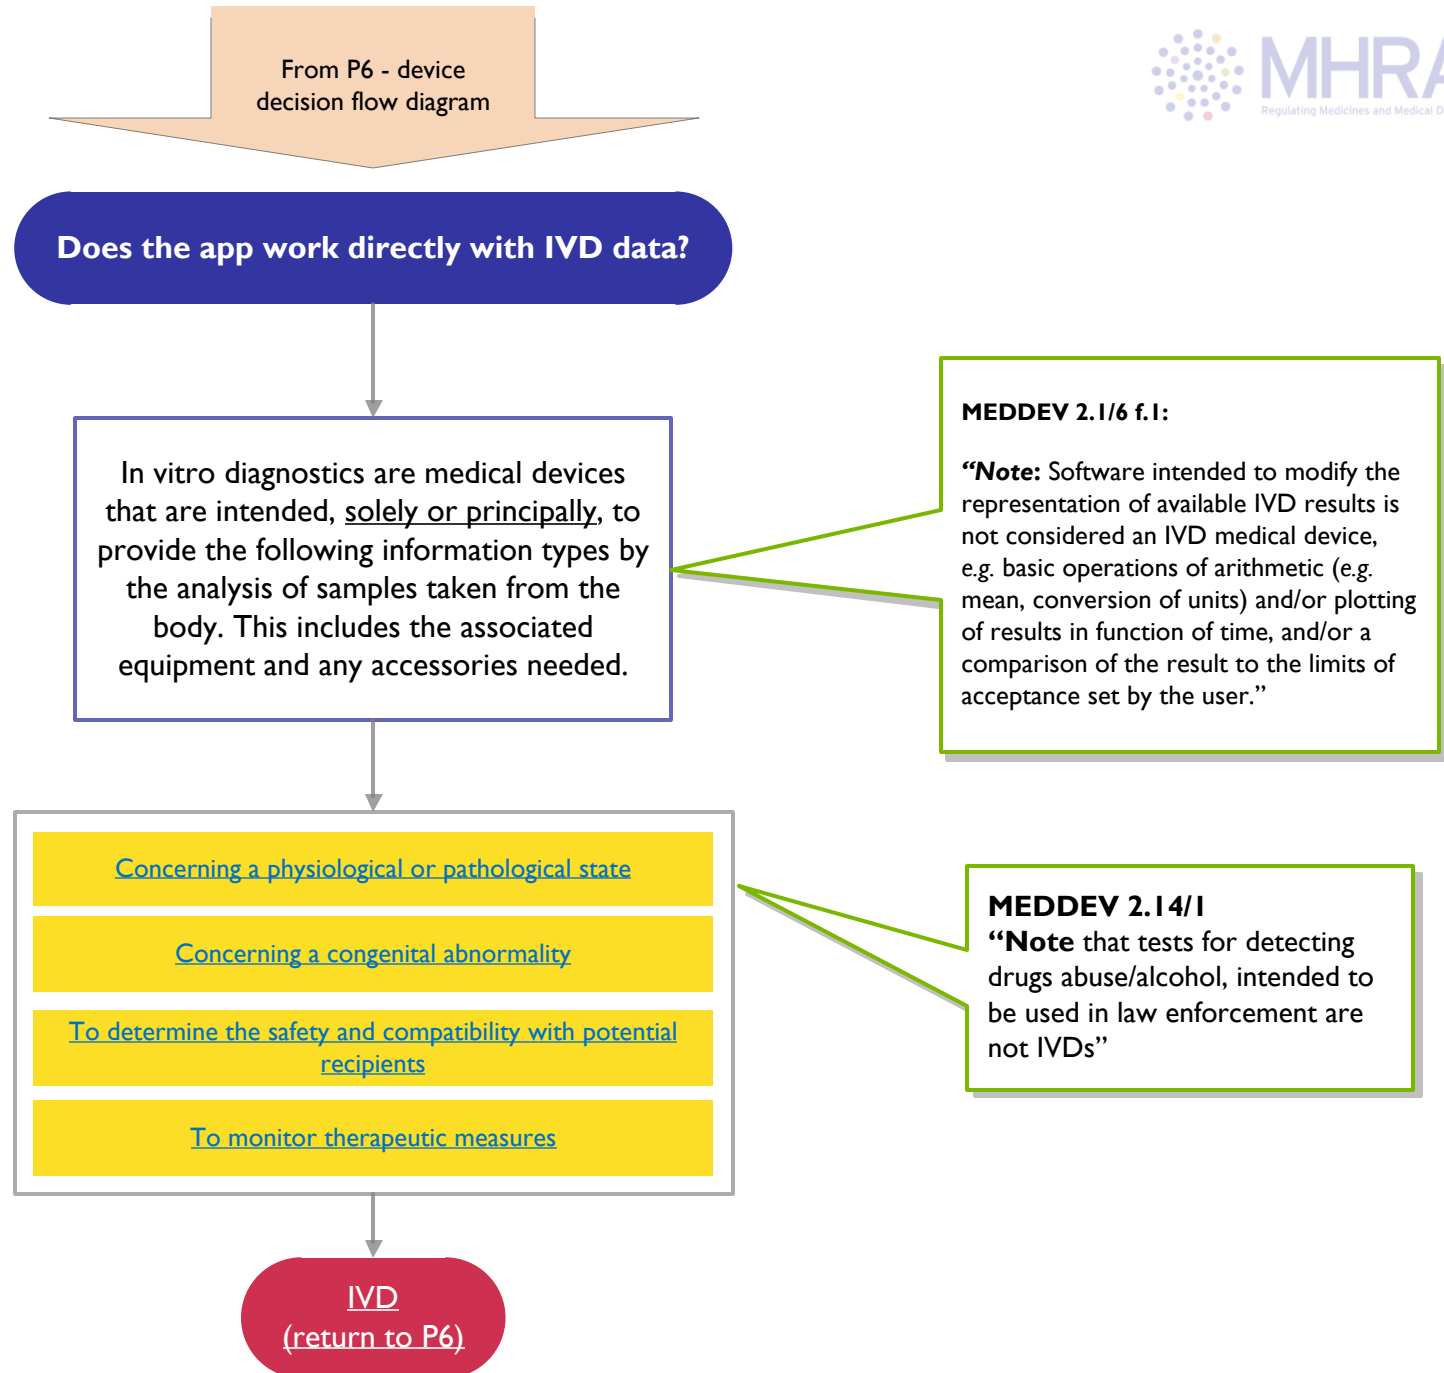 From P6 - device
decision flow diagram
MHRA
Regulating Medicines and Medical D
Does the app work directly with IVD data?
In vitro diagnostics are medical devices
that are intended, solely or principally, to
provide the following information types by
the analysis of samples taken from the
body. This includes the associated
equipment and any accessories needed.
MEDDEV 2.1/6 f.1:
“Note: Software intended to modify the
representation of available IVD results is
not considered an IVD medical device,
e.g. basic operations of arithmetic (e.g.
mean, conversion of units) and/or plotting
of results in function of time, and/or a
comparison of the result to the limits of
acceptance set by the user.”
Concerning a physiological or pathological state
Concerning a congenital abnormality
To determine the safety and compatibility with potential
recipients
To monitor therapeutic measures
MEDDEV 2.14/1
“Note that tests for detecting
drugs abuse/alcohol, intended to
be used in law enforcement are
not IVDs”
IVD
(return to P6)